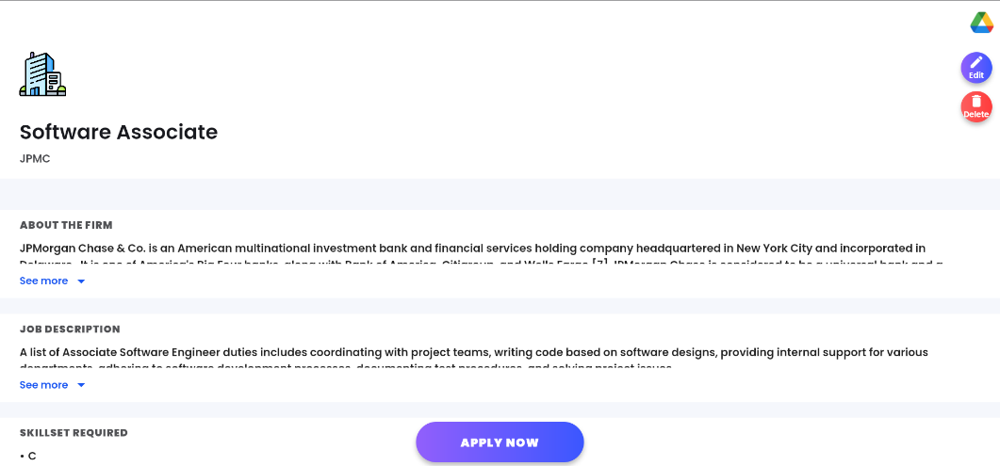 Edit
Delete
Software Associate
JPMC
ABOUT THE FIRM
JPMorgan Chase & Co. is an American multinational investment bank and financial services holding company headquartered in New York City and incorporated in
Delaware. It is one of America's Big Four banks, along with Bank of America, Citigroup, and Wells Fargo.[7] JPMorgan Chase is considered to be a universal bank and a
See more
JOB DESCRIPTION
A list of Associate Software Engineer duties includes coordinating with project teams, writing code based on software designs, providing internal support for various
departments, adhering to software development processes, documenting test procedures, and solving project issues.
See more
SKILLSET REQUIRED
• C
APPLY NOW